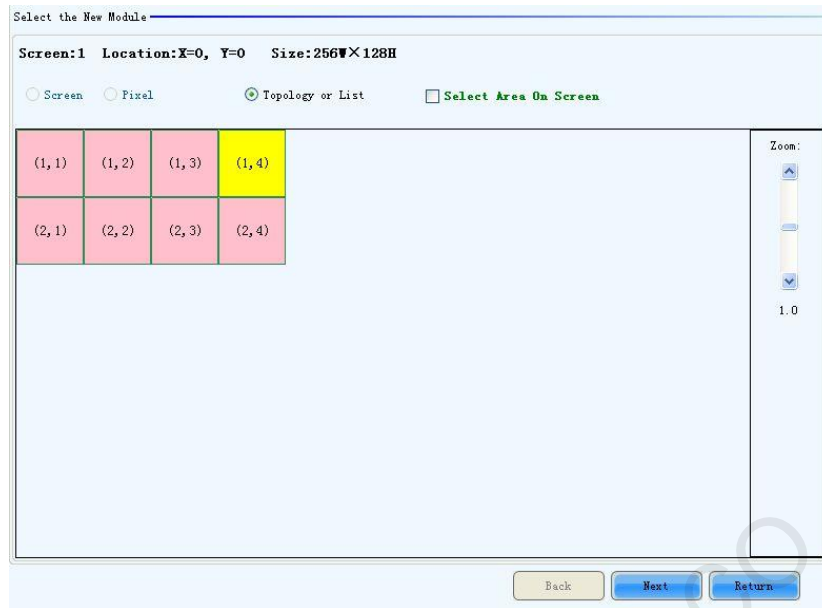 Select the New Module
Screen:1 Location:X=0, Y=0 Size:256W×128H
Screen Pixel Topology or List Select Area On Screen
(1,1) (1,2) (1,3) (1,4)
(2,1) (2,2) (2,3) (2,4)
Zoom:
1.0
Back Next Return